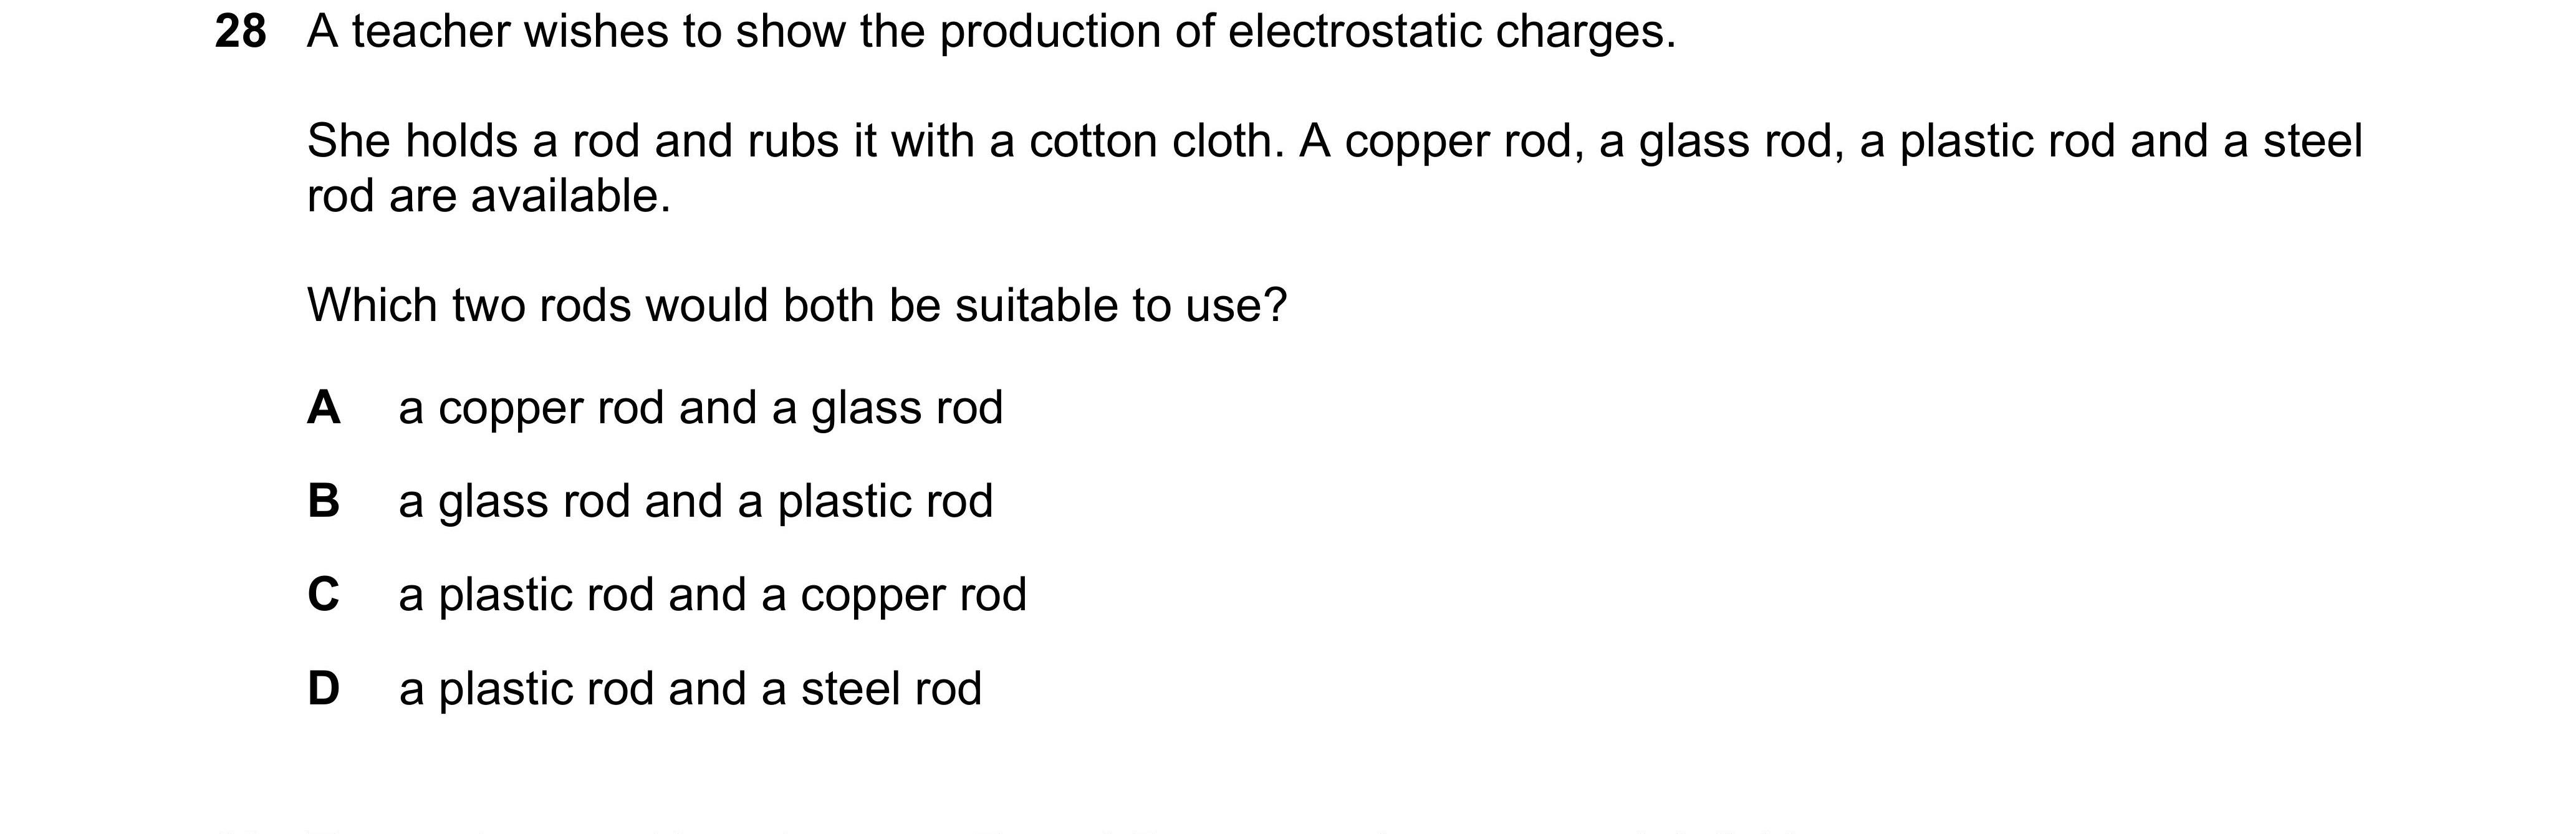 28 A teacher wishes to show the production of electrostatic charges.
She holds a rod and rubs it with a cotton cloth. A copper rod, a glass rod, a plastic rod and a steel
rod are available.
Which two rods would both be suitable to use?
A a copper rod and a glass rod
B a glass rod and a plastic rod
C a plastic rod and a copper rod
D a plastic rod and a steel rod